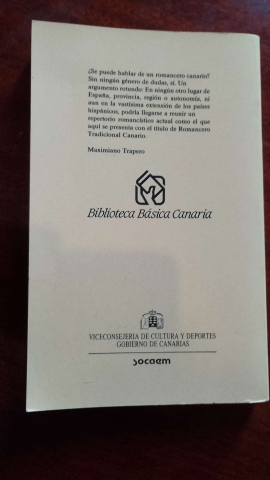 ¿Se puede hablar de un romancero canario?
Sin ningún género de dudas, sí. Un
argumento rotundo: En ningún otro lugar de
España, provincia, región o autonomía, ni
aun en la vastísima extensión de los países
hispánicos, podría llegarse a reunir un
repertorio romancístico actual como el que
aquí se presenta con el título de Romancero
Tradicional Canario.
Maximiano Trapero
Biblioteca Básica Canaria
VICECONSEJERIA DE CULTURA Y DEPORTES
GOBIERNO DE CANARIAS
socaem